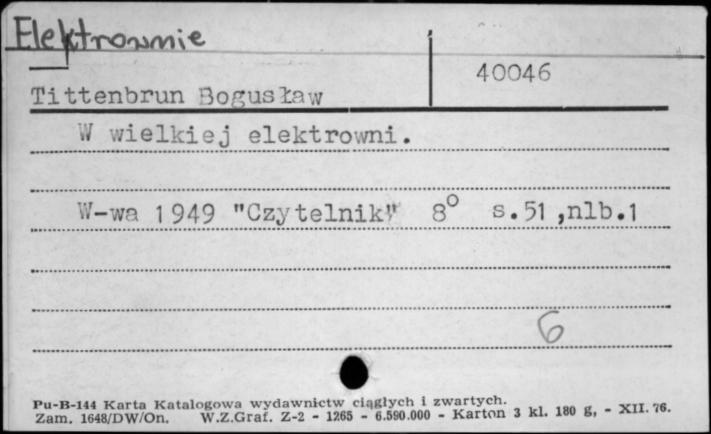 Elektrownie
40046
Tittenbrun Bogusław
W wielkiej elektrowni.
W-wa 1949 "Czytelnik" 8° s.51,nlb.1
6
Pu-B-144 Karta Katalogowa wydawnictw ciągłych i zwartych.
Zam. 1648/DW/On. W.Z.Graf. Z-2 - 1265 - 6.590.000 - Karton 3 kl. 180 g, - XII. 76.